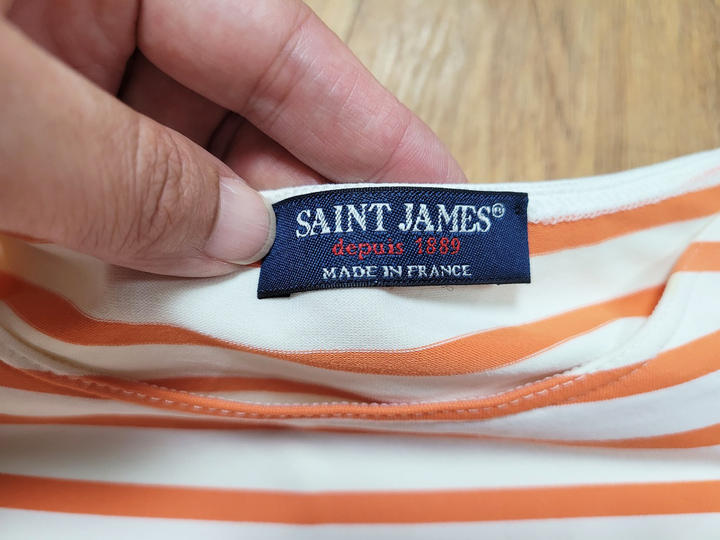 SAINT JAMES®
depuis 1889
MADE IN FRANCE